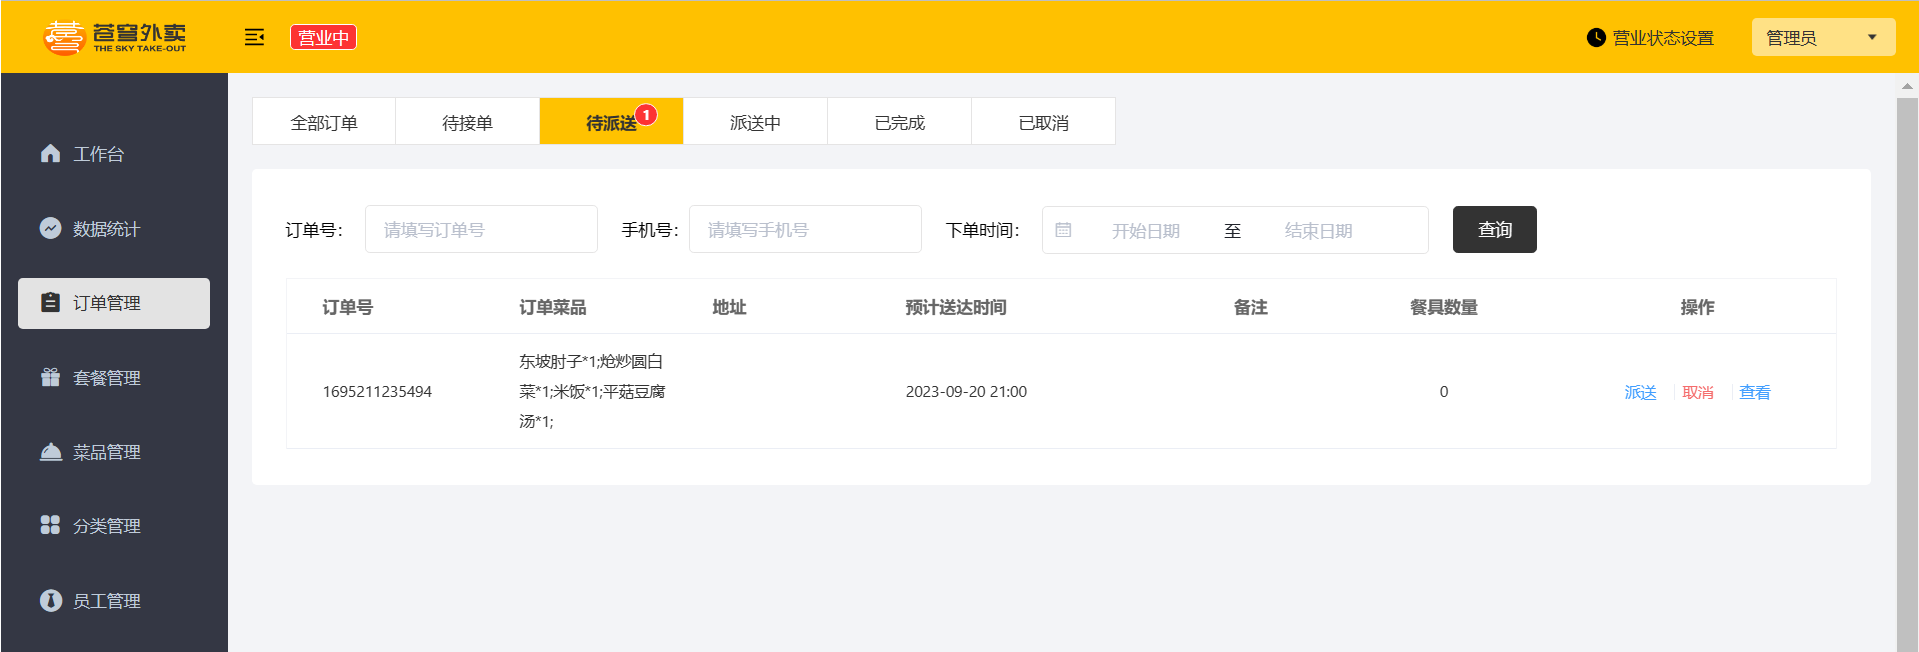 苍穹外卖
THE SKY TAKE-OUT
营业中
营业状态设置
管理员
工作台
数据统计
订单管理
套餐管理
菜品管理
分类管理
员工管理
全部订单
待接单
待派送
1
派送中
已完成
已取消
订单号：
请填写订单号
手机号：
请填写手机号
下单时间：
开始日期
至
结束日期
查询
订单号
订单菜品
地址
预计送达时间
备注
餐具数量
操作
1695211235494
东坡肘子*1;炝炒圆白
菜*1;米饭*1;平菇豆腐
汤*1;
2023-09-20 21:00
0
派送
取消
查看